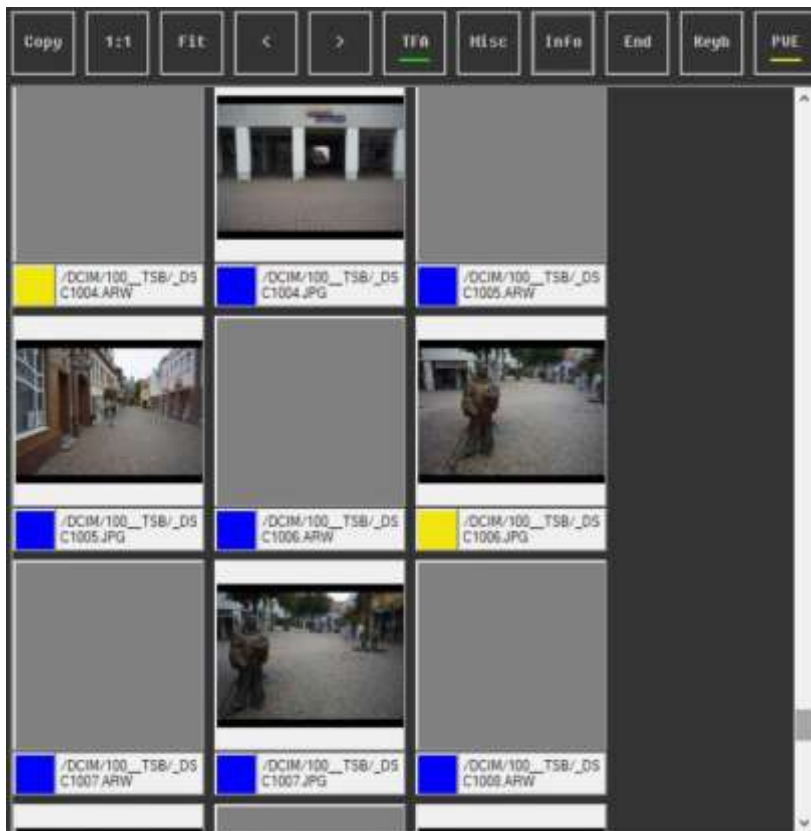 Copy 1:1 Fit < > TFA Misc Info End Keyb PVE
/DCIM/100__TSB/_DS
C1004.ARW
/DCIM/100__TSB/_DS
C1004.JPG
/DCIM/100__TSB/_DS
C1005.ARW
/DCIM/100__TSB/_DS
C1005.JPG
/DCIM/100__TSB/_DS
C1006.ARW
/DCIM/100__TSB/_DS
C1006.JPG
/DCIM/100__TSB/_DS
C1007.ARW
/DCIM/100__TSB/_DS
C1007.JPG
/DCIM/100__TSB/_DS
C1008.ARW